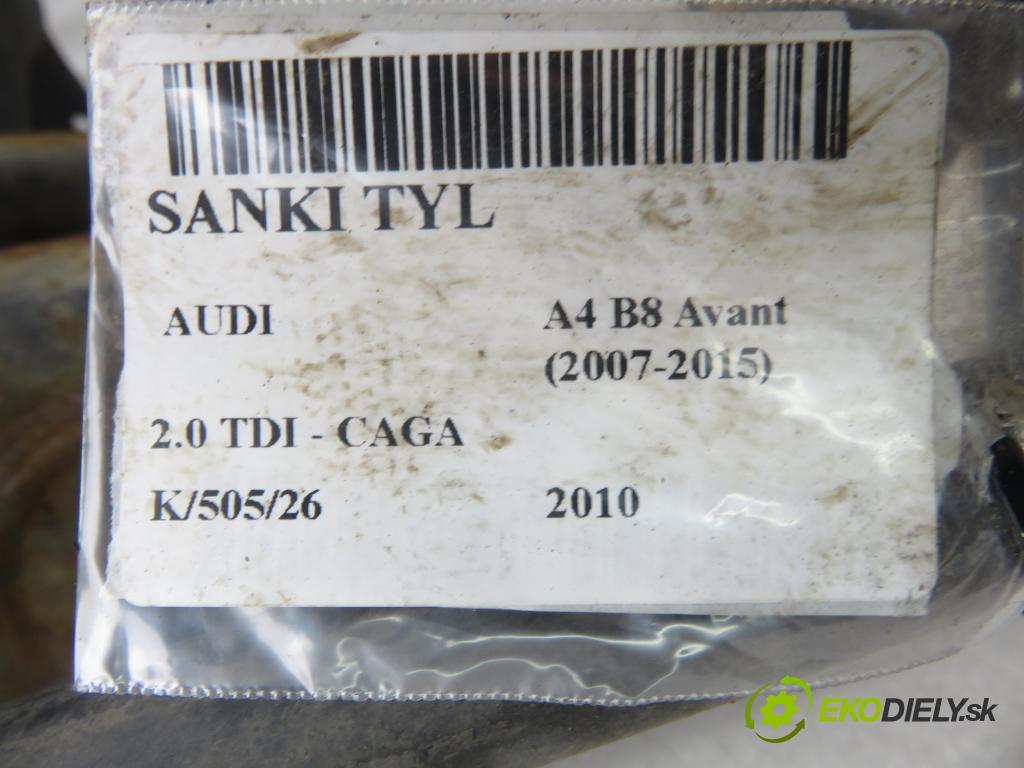 SANKI TYL
AUDI
A4 B8 Avant
(2007-2015)
2.0 TDI - CAGA
K/505/26
2010
EKODIELY.sk